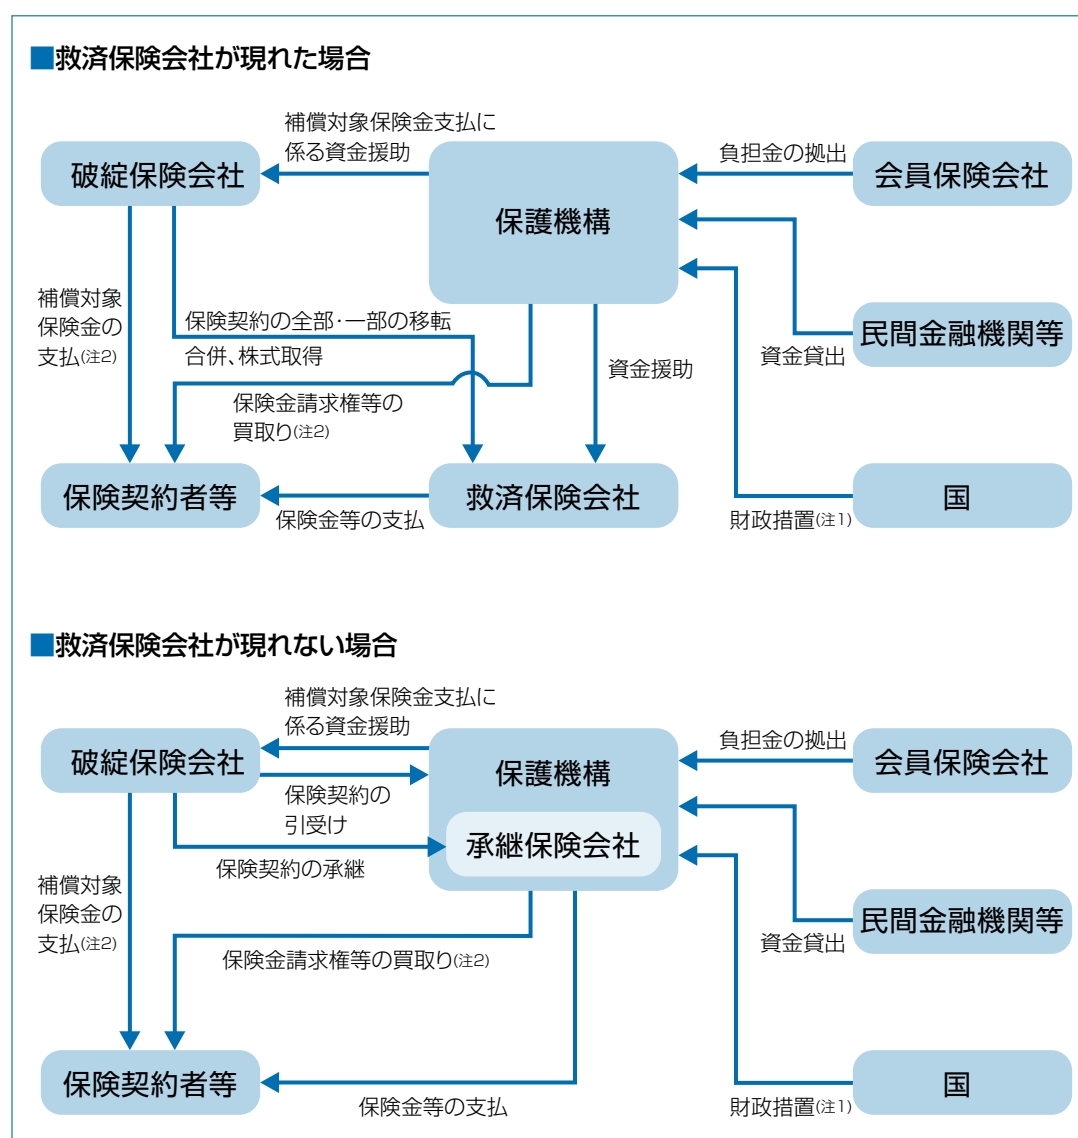 ■救済保険会社が現れた場合
補償対象保険金支払に
係る資金援助
破綻保険会社
保護機構
負担金の拠出
会員保険会社
補償対象
保険金の
支払(注2)
保険契約の全部・一部の移転
合併、株式取得
保険金請求権等の
買取り(注2)
資金援助
民間金融機関等
資金貸出
保険契約者等
保険金等の支払
救済保険会社
国
財政措置(注1)
■救済保険会社が現れない場合
補償対象保険金支払に
係る資金援助
破綻保険会社
保険契約の
引受け
保険契約の承継
保護機構
承継保険会社
負担金の拠出
会員保険会社
補償対象
保険金の
支払(注2)
保険金請求権等の買取り(注2)
民間金融機関等
資金貸出
保険契約者等
保険金等の支払
国
財政措置(注1)